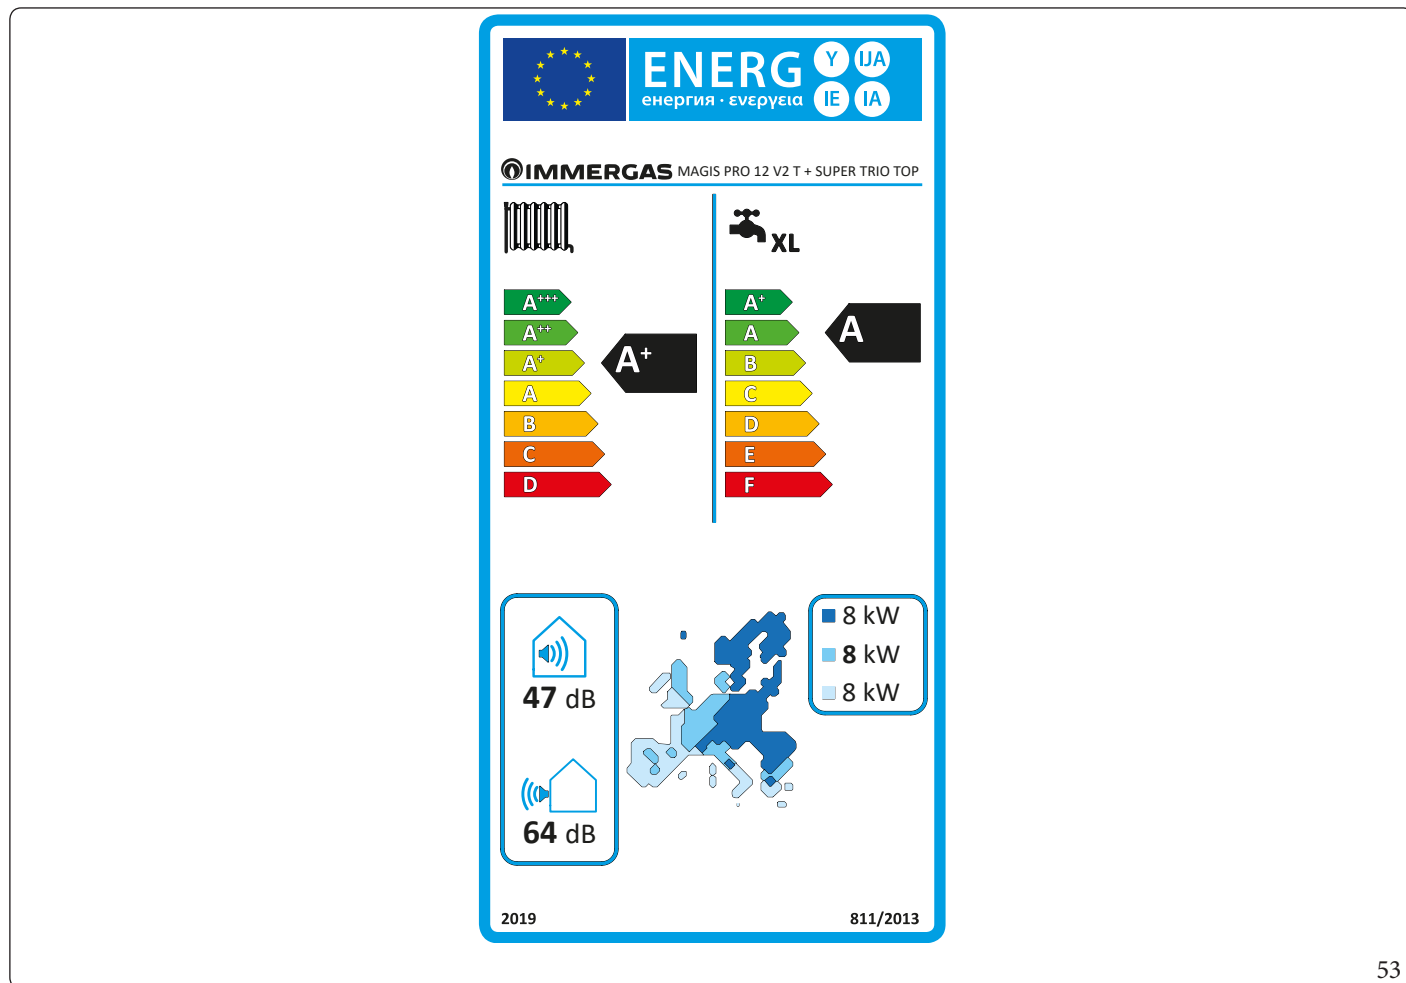 ENERG Y IJA
енергия · ενεργεια IE IA
IMMERGAS MAGIS PRO 12 V2 T + SUPER TRIO TOP
XL
A+++
A++
A+
A
B
C
D
A+
A+
A
B
C
D
E
F
A
47 dB
64 dB
8 kW
8 kW
8 kW
2019
811/2013
53